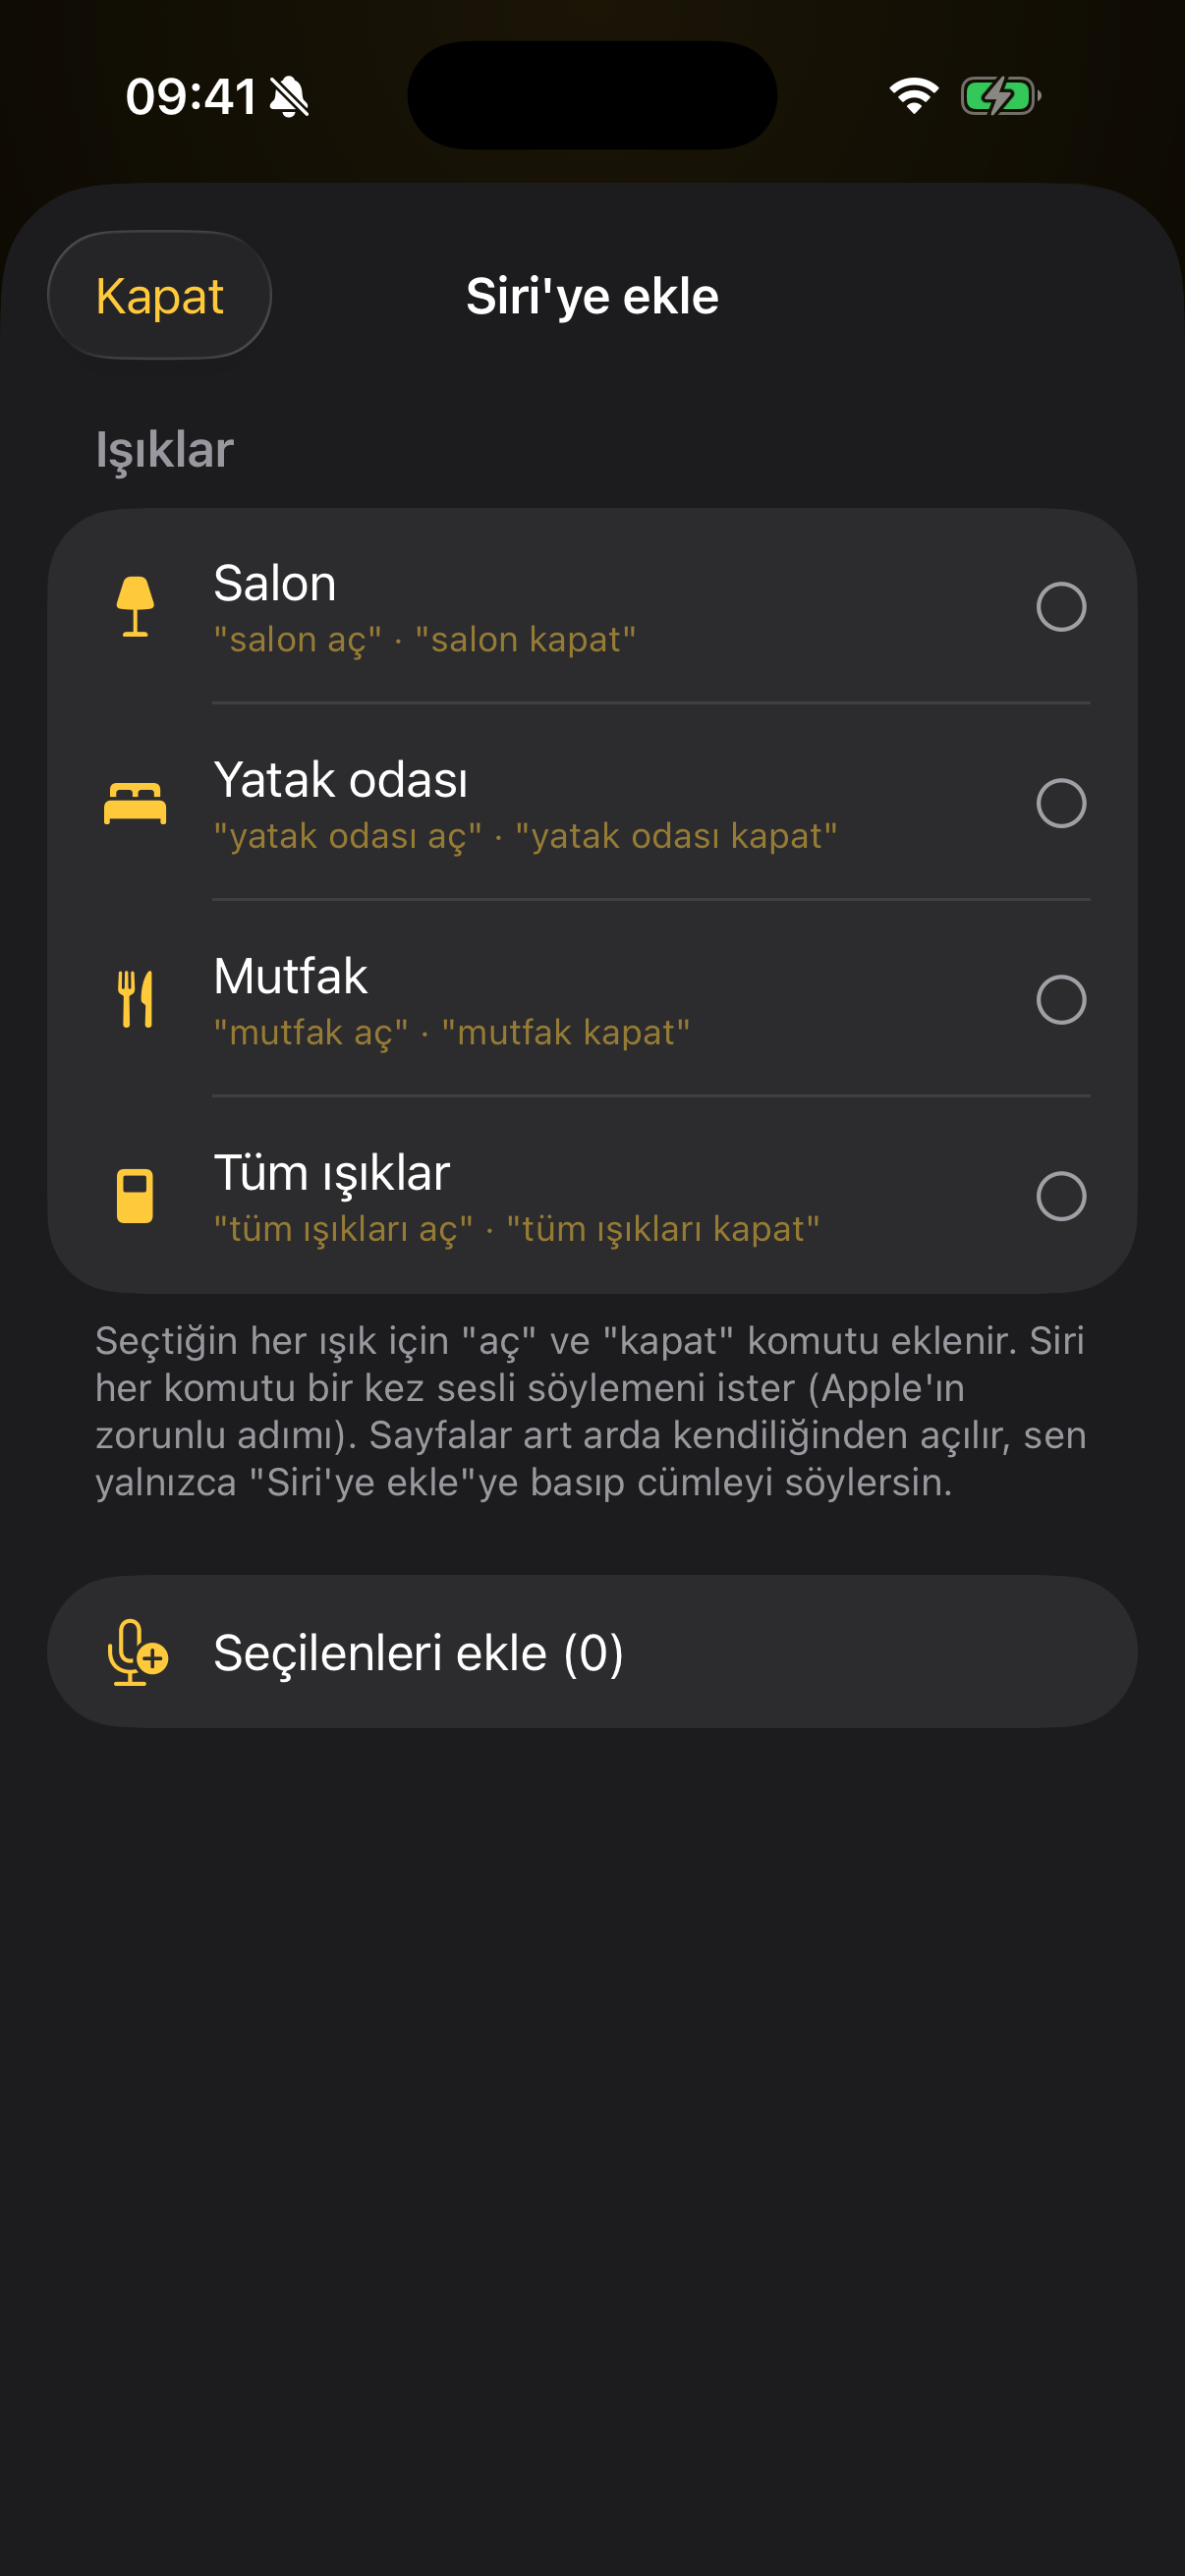 09:41
Kapat
Siri'ye ekle
Işıklar
Salon
"salon aç" · "salon kapat"
Yatak odası
"yatak odası aç" · "yatak odası kapat"
Mutfak
"mutfak aç" · "mutfak kapat"
Tüm ışıklar
"tüm ışıkları aç" · "tüm ışıkları kapat"
Seçtiğin her ışık için "aç" ve "kapat" komutu eklenir. Siri
her komutu bir kez sesli söylemeni ister (Apple'ın
zorunlu adımı). Sayfalar art arda kendiliğinden açılır, sen
yalnızca "Siri'ye ekle"ye basıp cümleyi söylersin.
Seçilenleri ekle (0)